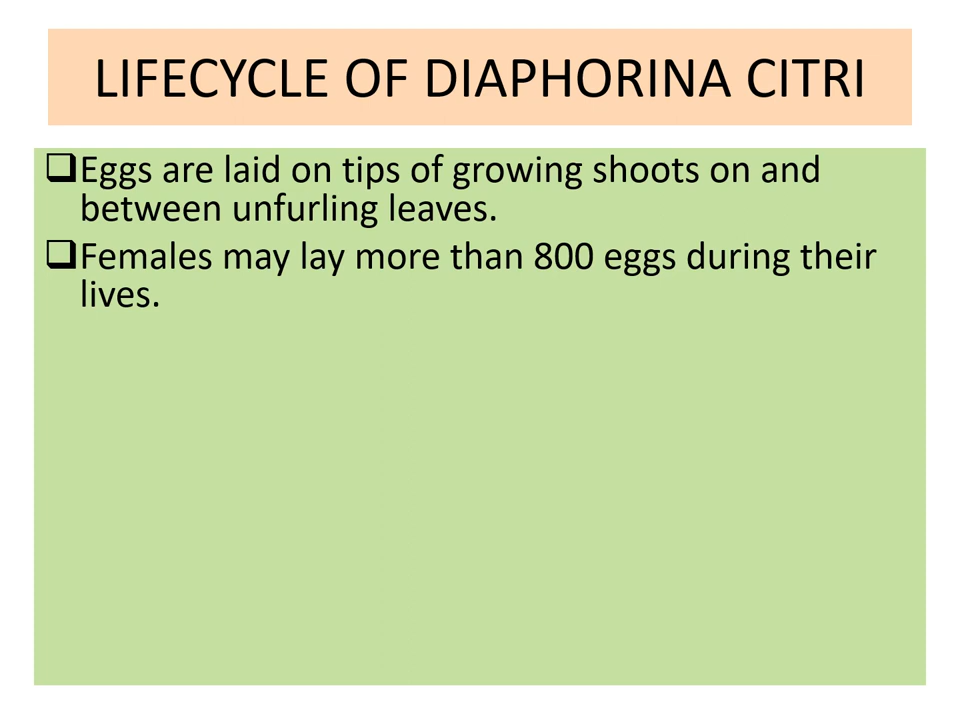 LIFECYCLE OF DIAPHORINA CITRI
❑Eggs are laid on tips of growing shoots on and
between unfurling leaves.
❑Females may lay more than 800 eggs during their
lives.